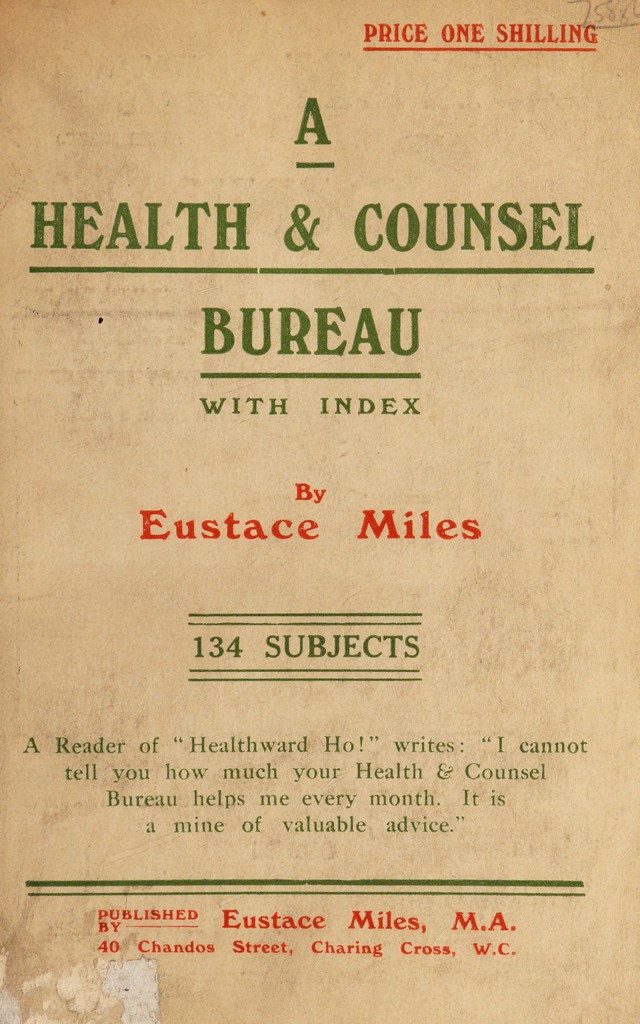 PRICE ONE SHILLING
A
HEALTH & COUNSEL
BUREAU
WITH INDEX
By
Eustace Miles
134 SUBJECTS
A Reader of "Healthward Ho!" writes: "I cannot
tell you how much your Health & Counsel
Bureau helps me every month. It is
a mine of valuable advice."
PUBLISHED BY Eustace Miles, M.A.
40 Chandos Street, Charing Cross, W.C.